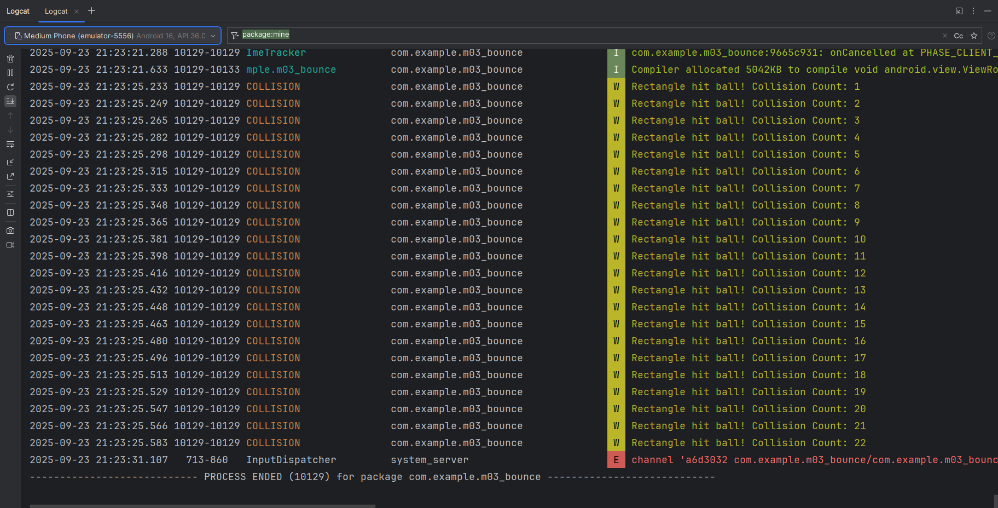 Logcat Logcat
Medium Phone (emulator-5556) Android 16, API 36.0 package:mine Cc
2025-09-23 21:23:21.288 10129-10129 ImeTracker com.example.m03_bounce I com.example.m03_bounce:9665c931: onCancelled at PHASE_CLIENT_
2025-09-23 21:23:21.633 10129-10133 mple.m03_bounce com.example.m03_bounce I Compiler allocated 5042KB to compile void android.view.ViewRo
2025-09-23 21:23:25.233 10129-10129 COLLISION com.example.m03_bounce W Rectangle hit ball! Collision Count: 1
2025-09-23 21:23:25.249 10129-10129 COLLISION com.example.m03_bounce W Rectangle hit ball! Collision Count: 2
2025-09-23 21:23:25.265 10129-10129 COLLISION com.example.m03_bounce W Rectangle hit ball! Collision Count: 3
2025-09-23 21:23:25.282 10129-10129 COLLISION com.example.m03_bounce W Rectangle hit ball! Collision Count: 4
2025-09-23 21:23:25.298 10129-10129 COLLISION com.example.m03_bounce W Rectangle hit ball! Collision Count: 5
2025-09-23 21:23:25.315 10129-10129 COLLISION com.example.m03_bounce W Rectangle hit ball! Collision Count: 6
2025-09-23 21:23:25.333 10129-10129 COLLISION com.example.m03_bounce W Rectangle hit ball! Collision Count: 7
2025-09-23 21:23:25.348 10129-10129 COLLISION com.example.m03_bounce W Rectangle hit ball! Collision Count: 8
2025-09-23 21:23:25.365 10129-10129 COLLISION com.example.m03_bounce W Rectangle hit ball! Collision Count: 9
2025-09-23 21:23:25.381 10129-10129 COLLISION com.example.m03_bounce W Rectangle hit ball! Collision Count: 10
2025-09-23 21:23:25.398 10129-10129 COLLISION com.example.m03_bounce W Rectangle hit ball! Collision Count: 11
2025-09-23 21:23:25.416 10129-10129 COLLISION com.example.m03_bounce W Rectangle hit ball! Collision Count: 12
2025-09-23 21:23:25.432 10129-10129 COLLISION com.example.m03_bounce W Rectangle hit ball! Collision Count: 13
2025-09-23 21:23:25.448 10129-10129 COLLISION com.example.m03_bounce W Rectangle hit ball! Collision Count: 14
2025-09-23 21:23:25.463 10129-10129 COLLISION com.example.m03_bounce W Rectangle hit ball! Collision Count: 15
2025-09-23 21:23:25.480 10129-10129 COLLISION com.example.m03_bounce W Rectangle hit ball! Collision Count: 16
2025-09-23 21:23:25.496 10129-10129 COLLISION com.example.m03_bounce W Rectangle hit ball! Collision Count: 17
2025-09-23 21:23:25.513 10129-10129 COLLISION com.example.m03_bounce W Rectangle hit ball! Collision Count: 18
2025-09-23 21:23:25.529 10129-10129 COLLISION com.example.m03_bounce W Rectangle hit ball! Collision Count: 19
2025-09-23 21:23:25.547 10129-10129 COLLISION com.example.m03_bounce W Rectangle hit ball! Collision Count: 20
2025-09-23 21:23:25.566 10129-10129 COLLISION com.example.m03_bounce W Rectangle hit ball! Collision Count: 21
2025-09-23 21:23:25.583 10129-10129 COLLISION com.example.m03_bounce W Rectangle hit ball! Collision Count: 22
2025-09-23 21:23:31.107 713-860 InputDispatcher system_server E channel 'a6d3032 com.example.m03_bounce/com.example.m03_bounc
---------------------------- PROCESS ENDED (10129) for package com.example.m03_bounce ----------------------------